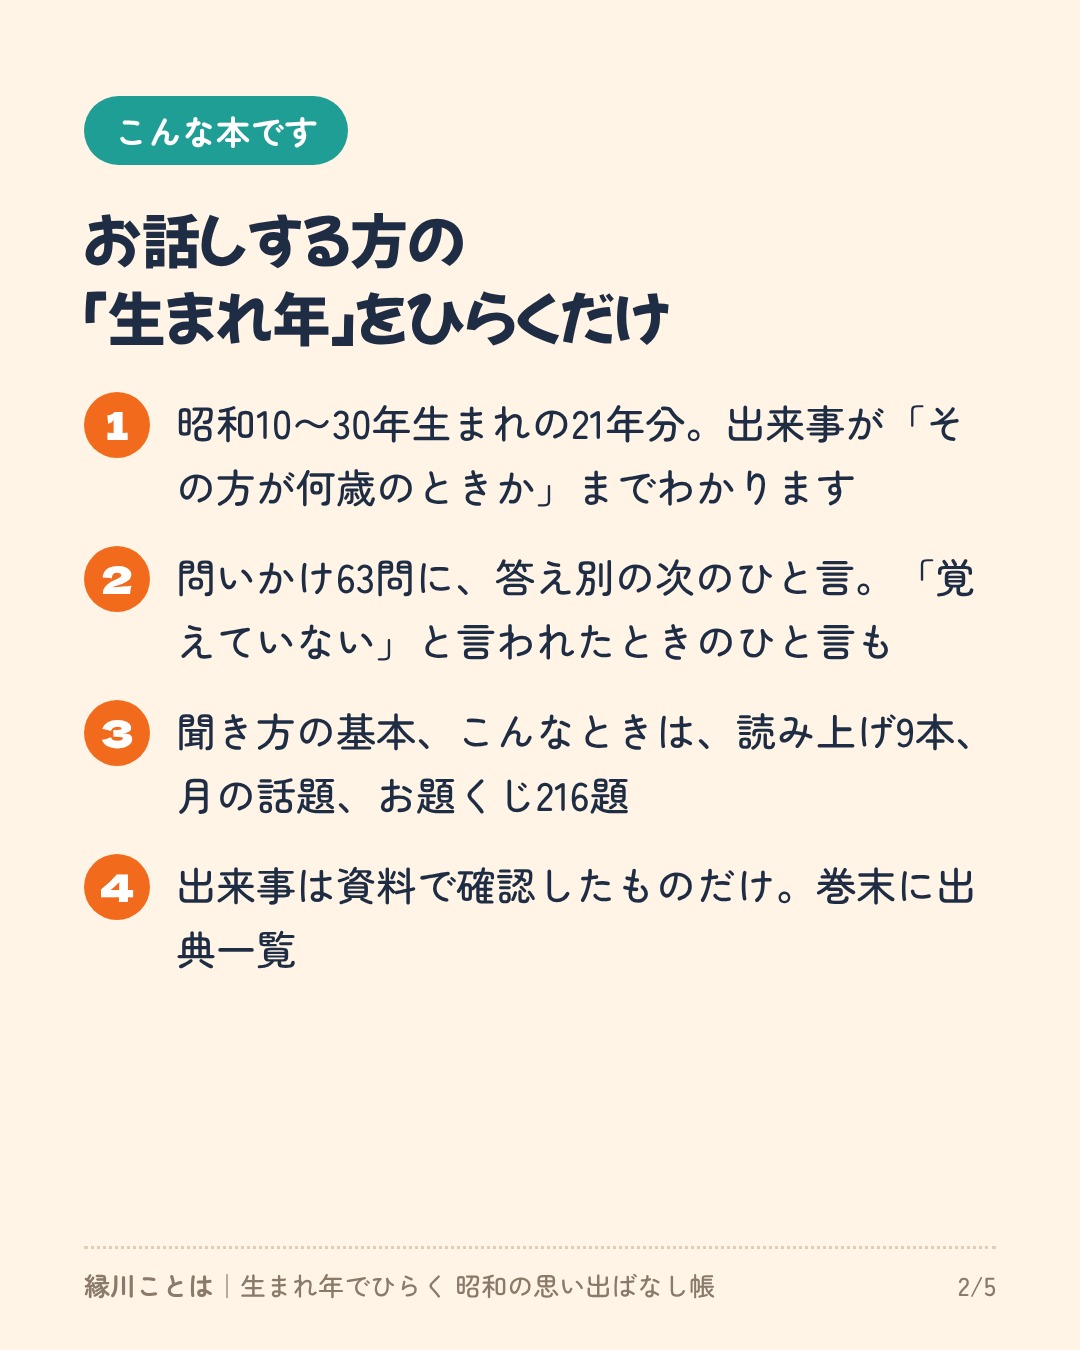 こんな本です
お話しする方の
「生まれ年」をひらくだけ
1 昭和10〜30年生まれの21年分。出来事が「そ
の方が何歳のときか」までわかります
2 問いかけ63問に、答え別の次のひと言。「覚
えていない」と言われたときのひと言も
3 聞き方の基本、こんなときは、読み上げ9本、
月の話題、お題くじ216題
4 出来事は資料で確認したものだけ。巻末に出
典一覧
縁川ことは｜生まれ年でひらく 昭和の思い出ばなし帳
2/5